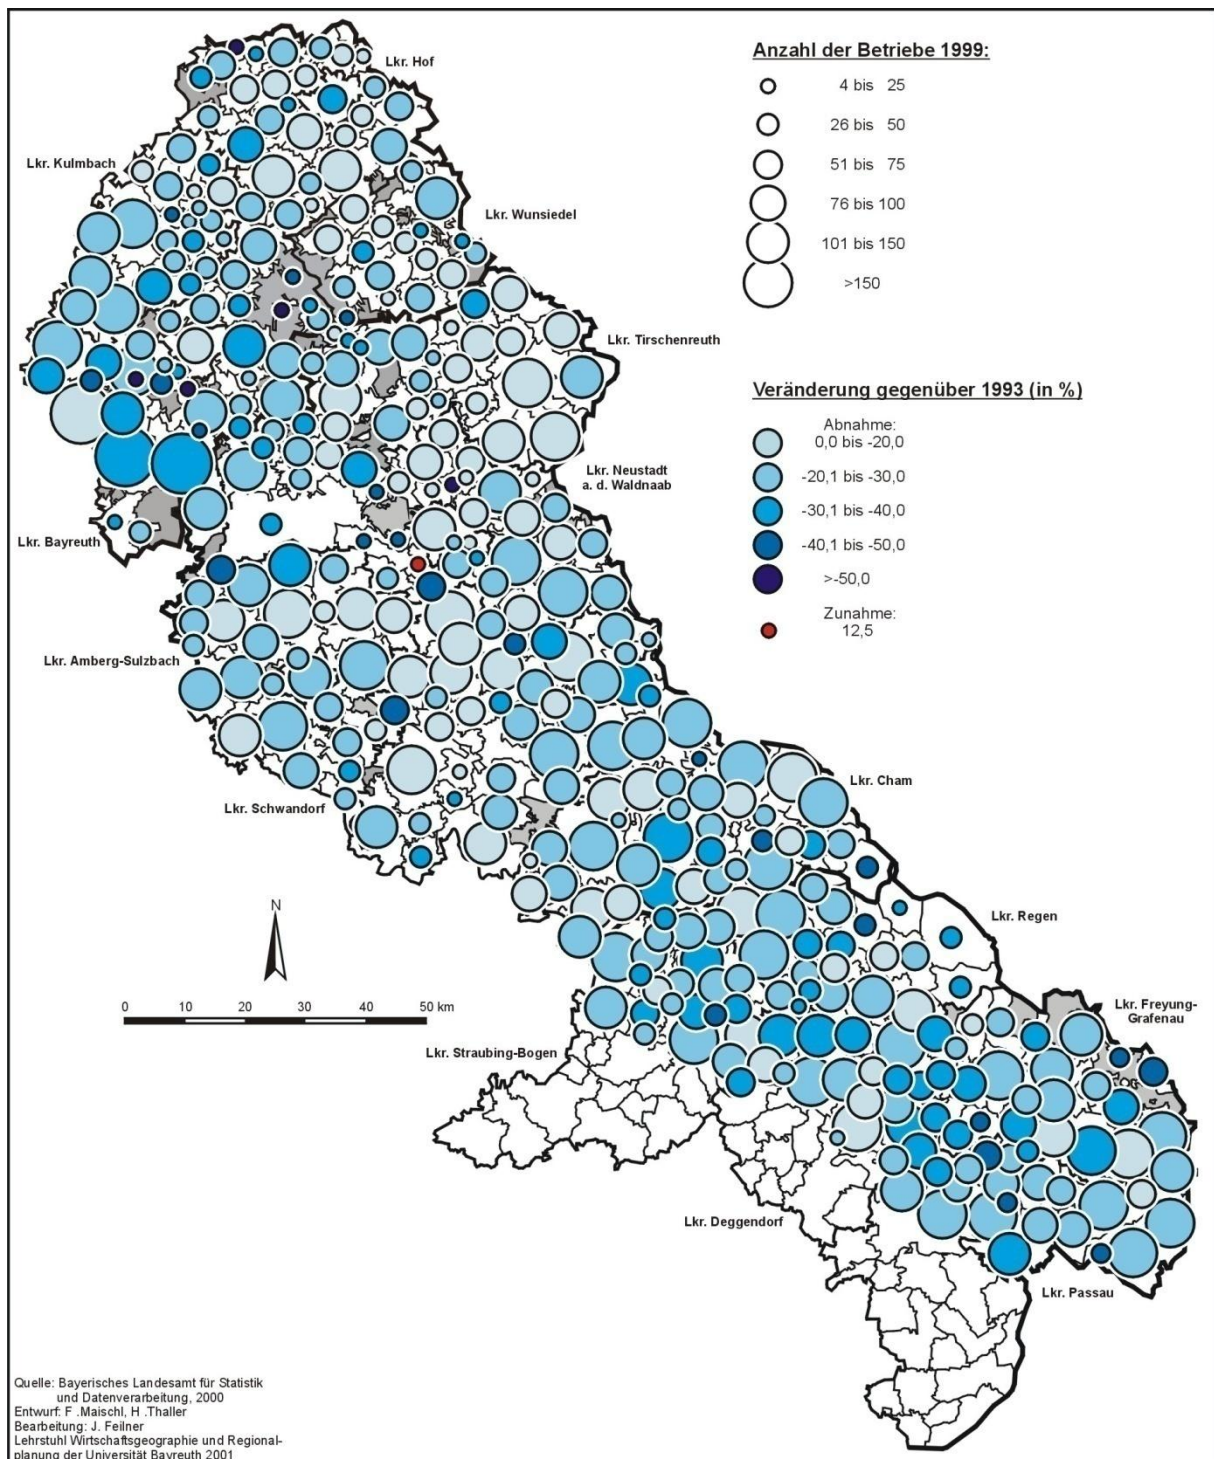 Anzahl der Betriebe 1999:
4 bis 25
26 bis 50
51 bis 75
76 bis 100
101 bis 150
>150
Veränderung gegenüber 1993 (in %)
Abnahme:
0,0 bis -20,0
-20,1 bis -30,0
-30,1 bis -40,0
-40,1 bis -50,0
>-50,0
Zunahme:
12,5
Lkr. Hof
Lkr. Kulmbach
Lkr. Wunsiedel
Lkr. Tirschenreuth
Lkr. Neustadt
a. d. Waldnaab
Lkr. Bayreuth
Lkr. Amberg-Sulzbach
Lkr. Cham
Lkr. Schwandorf
Lkr. Regen
N
0 10 20 30 40 50 km
Lkr. Freyung-
Grafenau
Lkr. Straubing-Bogen
Lkr. Deggendorf
Lkr. Passau
Quelle: Bayerisches Landesamt für Statistik
und Datenverarbeitung, 2000
Entwurf: F .Maischl, H .Thaller
Bearbeitung: J. Feilner
Lehrstuhl Wirtschaftsgeographie und Regional-
planung der Universität Bayreuth 2001